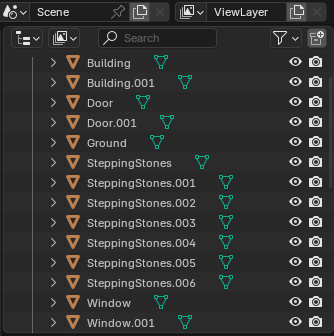 Scene
ViewLayer
Search
Building
Building.001
Door
Door.001
Ground
SteppingStones
SteppingStones.001
SteppingStones.002
SteppingStones.003
SteppingStones.004
SteppingStones.005
SteppingStones.006
Window
Window.001